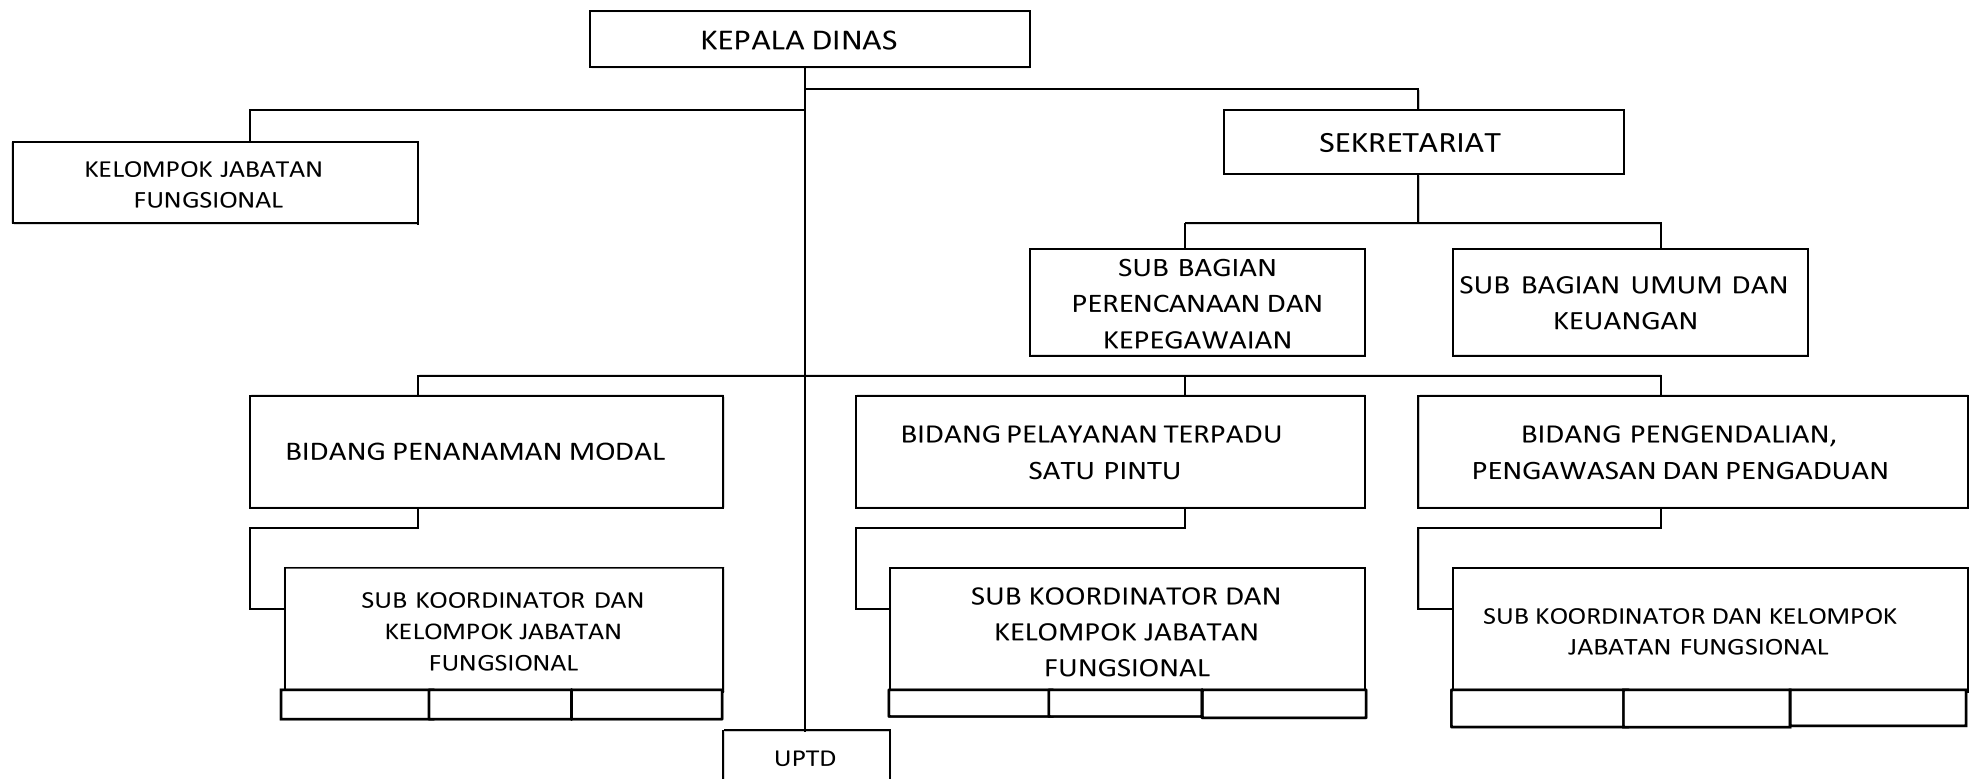 KEPALA DINAS
SEKRETARIAT
KELOMPOK JABATAN
FUNGSIONAL
SUB BAGIAN
PERENCANAAN DAN
KEPEGAWAIAN
SUB BAGIAN UMUM DAN
KEUANGAN
BIDANG PENANAMAN MODAL
BIDANG PELAYANAN TERPADU
SATU PINTU
BIDANG PENGENDALIAN,
PENGAWASAN DAN PENGADUAN
SUB KOORDINATOR DAN
KELOMPOK JABATAN
FUNGSIONAL
SUB KOORDINATOR DAN
KELOMPOK JABATAN
FUNGSIONAL
SUB KOORDINATOR DAN KELOMPOK
JABATAN FUNGSIONAL
UPTD